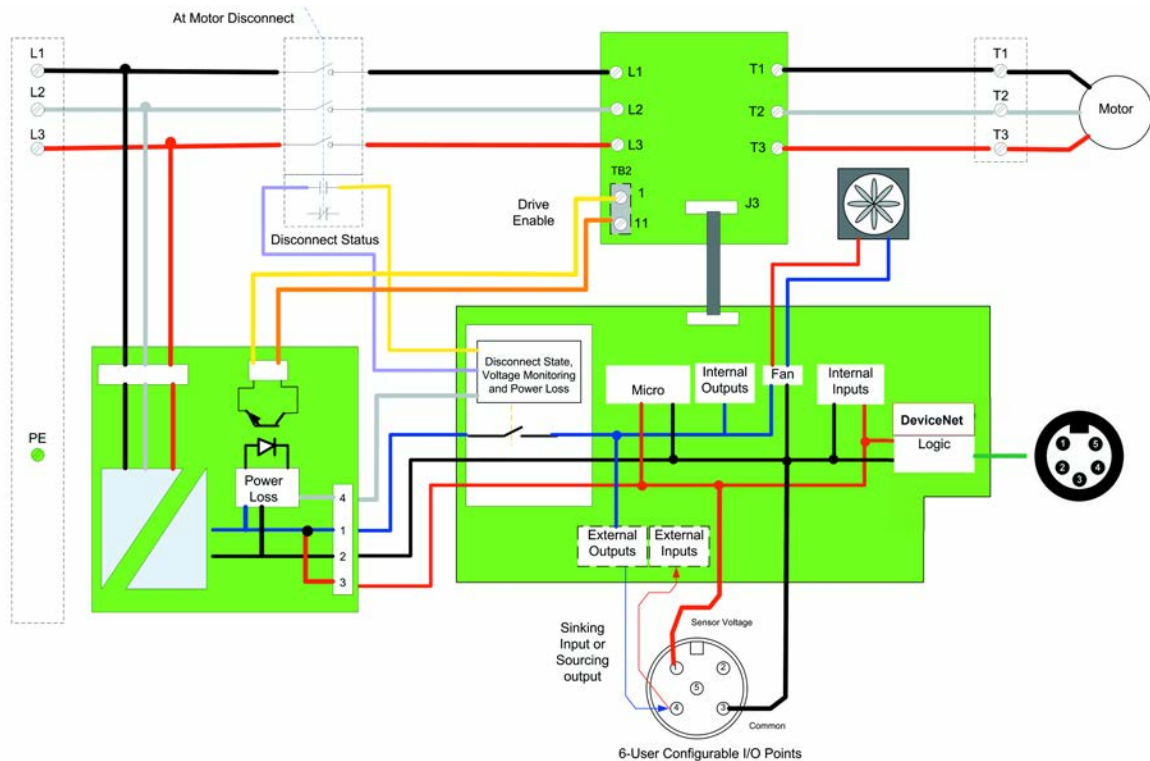 At Motor Disconnect
L1
L2
L3
PE
Disconnect Status
L1
L2
L3
TB2
1
11
Drive
Enable
T1
T2
T3
J3
T1
T2
T3
Motor
Disconnect State,
Voltage Monitoring
and Power Loss
Micro
Internal
Outputs
Fan
Internal
Inputs
DeviceNet
Logic
1
2
3
4
5
Power
Loss
4
1
2
3
External
Outputs
External
Inputs
Sinking
Input or
Sourcing
output
Sensor Voltage
2
5
4
3
Common
6-User Configurable I/O Points